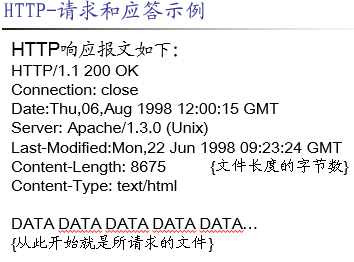 HTTP-请求和应答示例
HTTP响应报文如下：
HTTP/1.1 200 OK
Connection: close
Date:Thu,06,Aug 1998 12:00:15 GMT
Server: Apache/1.3.0 (Unix)
Last-Modified:Mon,22 Jun 1998 09:23:24 GMT
Content-Length: 8675 {文件长度的字节数}
Content-Type: text/html
DATA DATA DATA DATA DATA…
{从此开始就是所请求的文件}